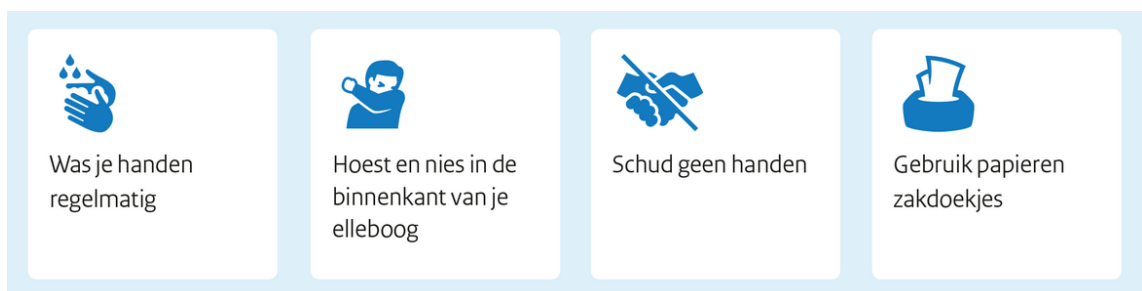 Was je handen
regelmatig
Hoest en nies in de
binnenkant van je
elleboog
Schud geen handen
Gebruik papieren
zakdoekjes